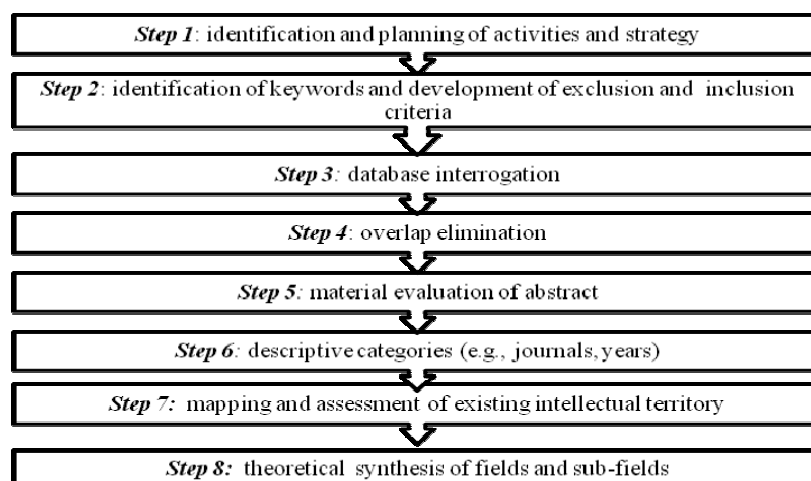 Step 1: identification and planning of activities and strategy
Step 2: identification of keywords and development of exclusion and inclusion
criteria
Step 3: database interrogation
Step 4: overlap elimination
Step 5: material evaluation of abstract
Step 6: descriptive categories (e.g., journals, years)
Step 7: mapping and assessment of existing intellectual territory
Step 8: theoretical synthesis of fields and sub-fields